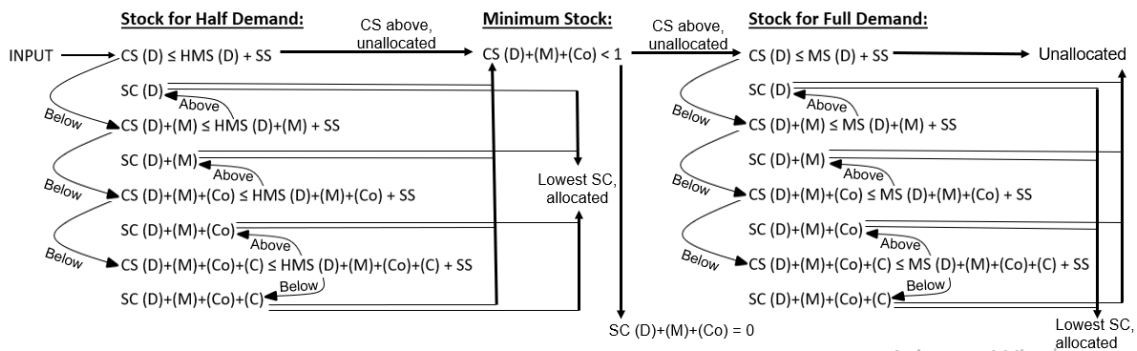 Stock for Half Demand:
Minimum Stock:
Stock for Full Demand:
CS above,
unallocated
CS above,
unallocated
INPUT
CS (D) ≤ HMS (D) + SS
CS (D)+(M)+(Co) < 1
CS (D) ≤ MS (D) + SS
Unallocated
SC (D)
SC (D)
Above
Above
Below
Below
CS (D)+(M) ≤ HMS (D)+(M) + SS
CS (D)+(M) ≤ MS (D)+(M) + SS
SC (D)+(M)
SC (D)+(M)
Above
Above
Below
Below
Lowest SC,
allocated
CS (D)+(M)+(Co) ≤ HMS (D)+(M)+(Co) + SS
CS (D)+(M)+(Co) ≤ MS (D)+(M)+(Co) + SS
SC (D)+(M)+(Co)
SC (D)+(M)+(Co)
Above
Above
Below
Below
CS (D)+(M)+(Co)+(C) ≤ HMS (D)+(M)+(Co)+(C) + SS
CS (D)+(M)+(Co)+(C) ≤ MS (D)+(M)+(Co)+(C) + SS
Below
Below
SC (D)+(M)+(Co)+(C)
SC (D)+(M)+(Co)+(C)
SC (D)+(M)+(Co) = 0
Lowest SC,
allocated